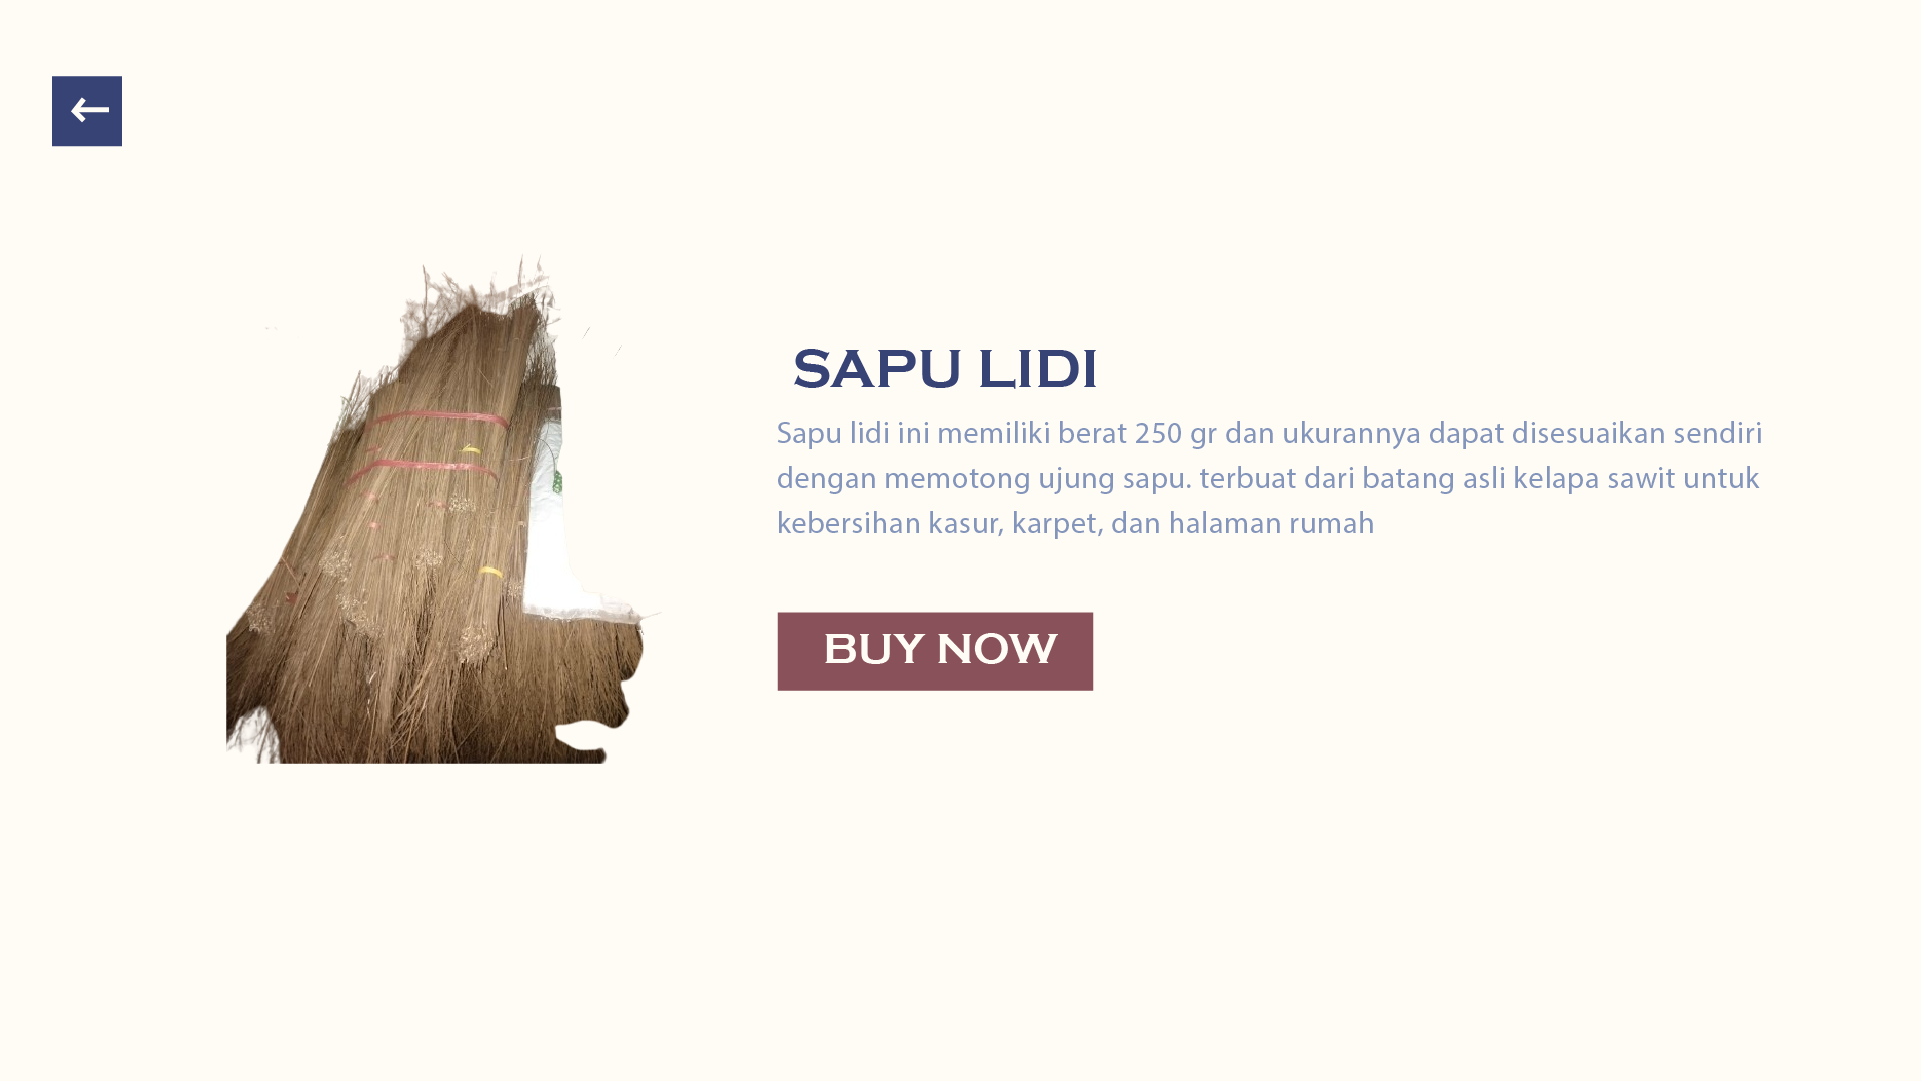 SAPU LIDI
Sapu lidi ini memiliki berat 250 gr dan ukurannya dapat disesuaikan sendiri
dengan memotong ujung sapu. terbuat dari batang asli kelapa sawit untuk
kebersihan kasur, karpet, dan halaman rumah
BUY NOW